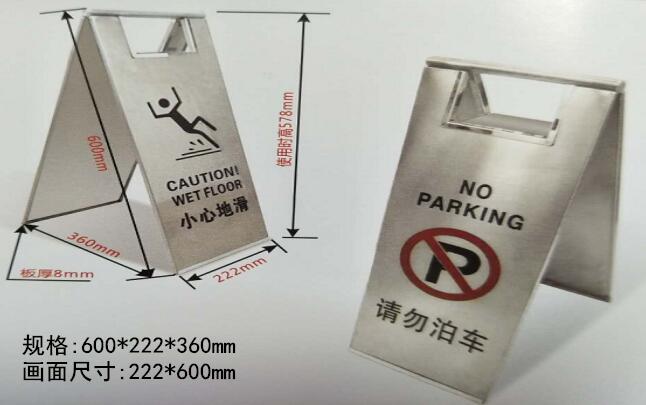 600mm
使用时高578mm
CAUTION!
WET FLOOR
小心地滑
360mm
板厚8mm
222mm
NO
PARKING
P
请勿泊车
规格:600*222*360mm
画面尺寸:222*600mm